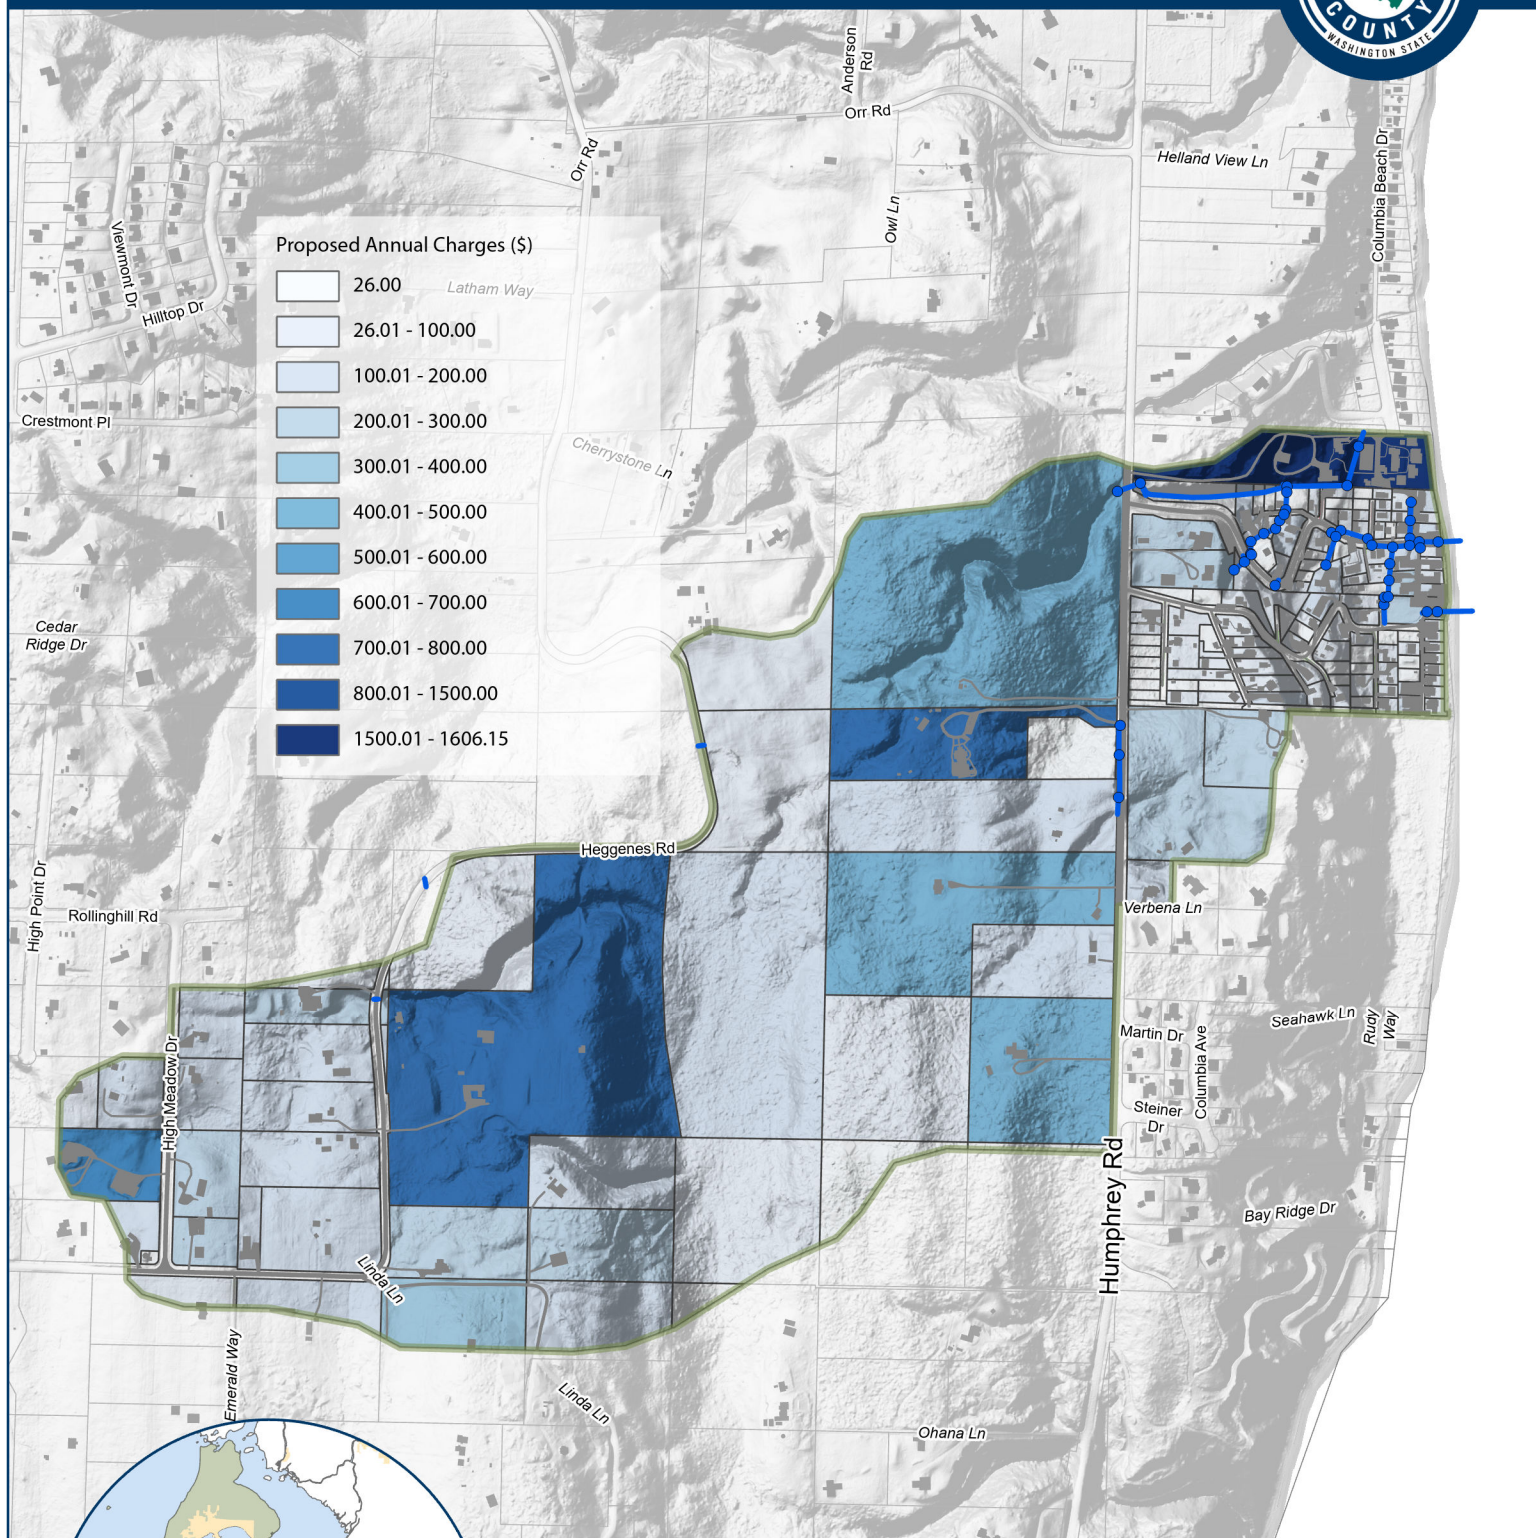 COUNTY
WASHINGTON STATE
Anderson
Rd
Orr Rd
Orr Rd
Helland View Ln
Columbia Beach Dr
Owl Ln
Viewmont Dr
Hilltop Dr
Proposed Annual Charges ($)
26.00
26.01 - 100.00
100.01 - 200.00
200.01 - 300.00
300.01 - 400.00
400.01 - 500.00
500.01 - 600.00
600.01 - 700.00
700.01 - 800.00
800.01 - 1500.00
1500.01 - 1606.15
Latham Way
Crestmont Pl
Cherrystone Ln
Cedar
Ridge Dr
Heggenes Rd
High Point Dr
Rollinghill Rd
Verbena Ln
Seahawk Ln
Rudy
Way
Martin Dr
Columbia Ave
High Meadow Dr
Steiner
Dr
Humphrey Rd
Bay Ridge Dr
Linda Ln
Emerald Way
Linda Ln
Ohana Ln